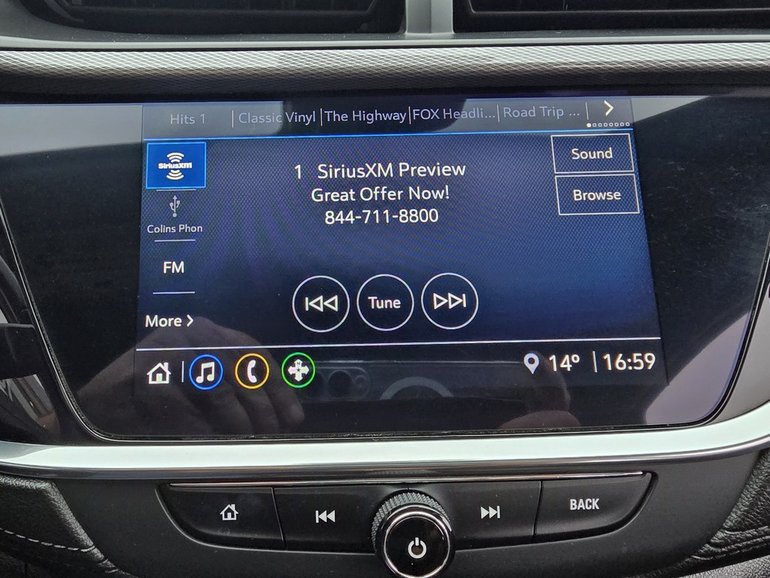 Hits 1 Classic Vinyl The Highway FOX Headli... Road Trip ...
SiriusXM
1 SiriusXM Preview
Great Offer Now!
844-711-8800
Sound
Browse
Colins Phon
FM
Tune
More
14° 16:59
BACK